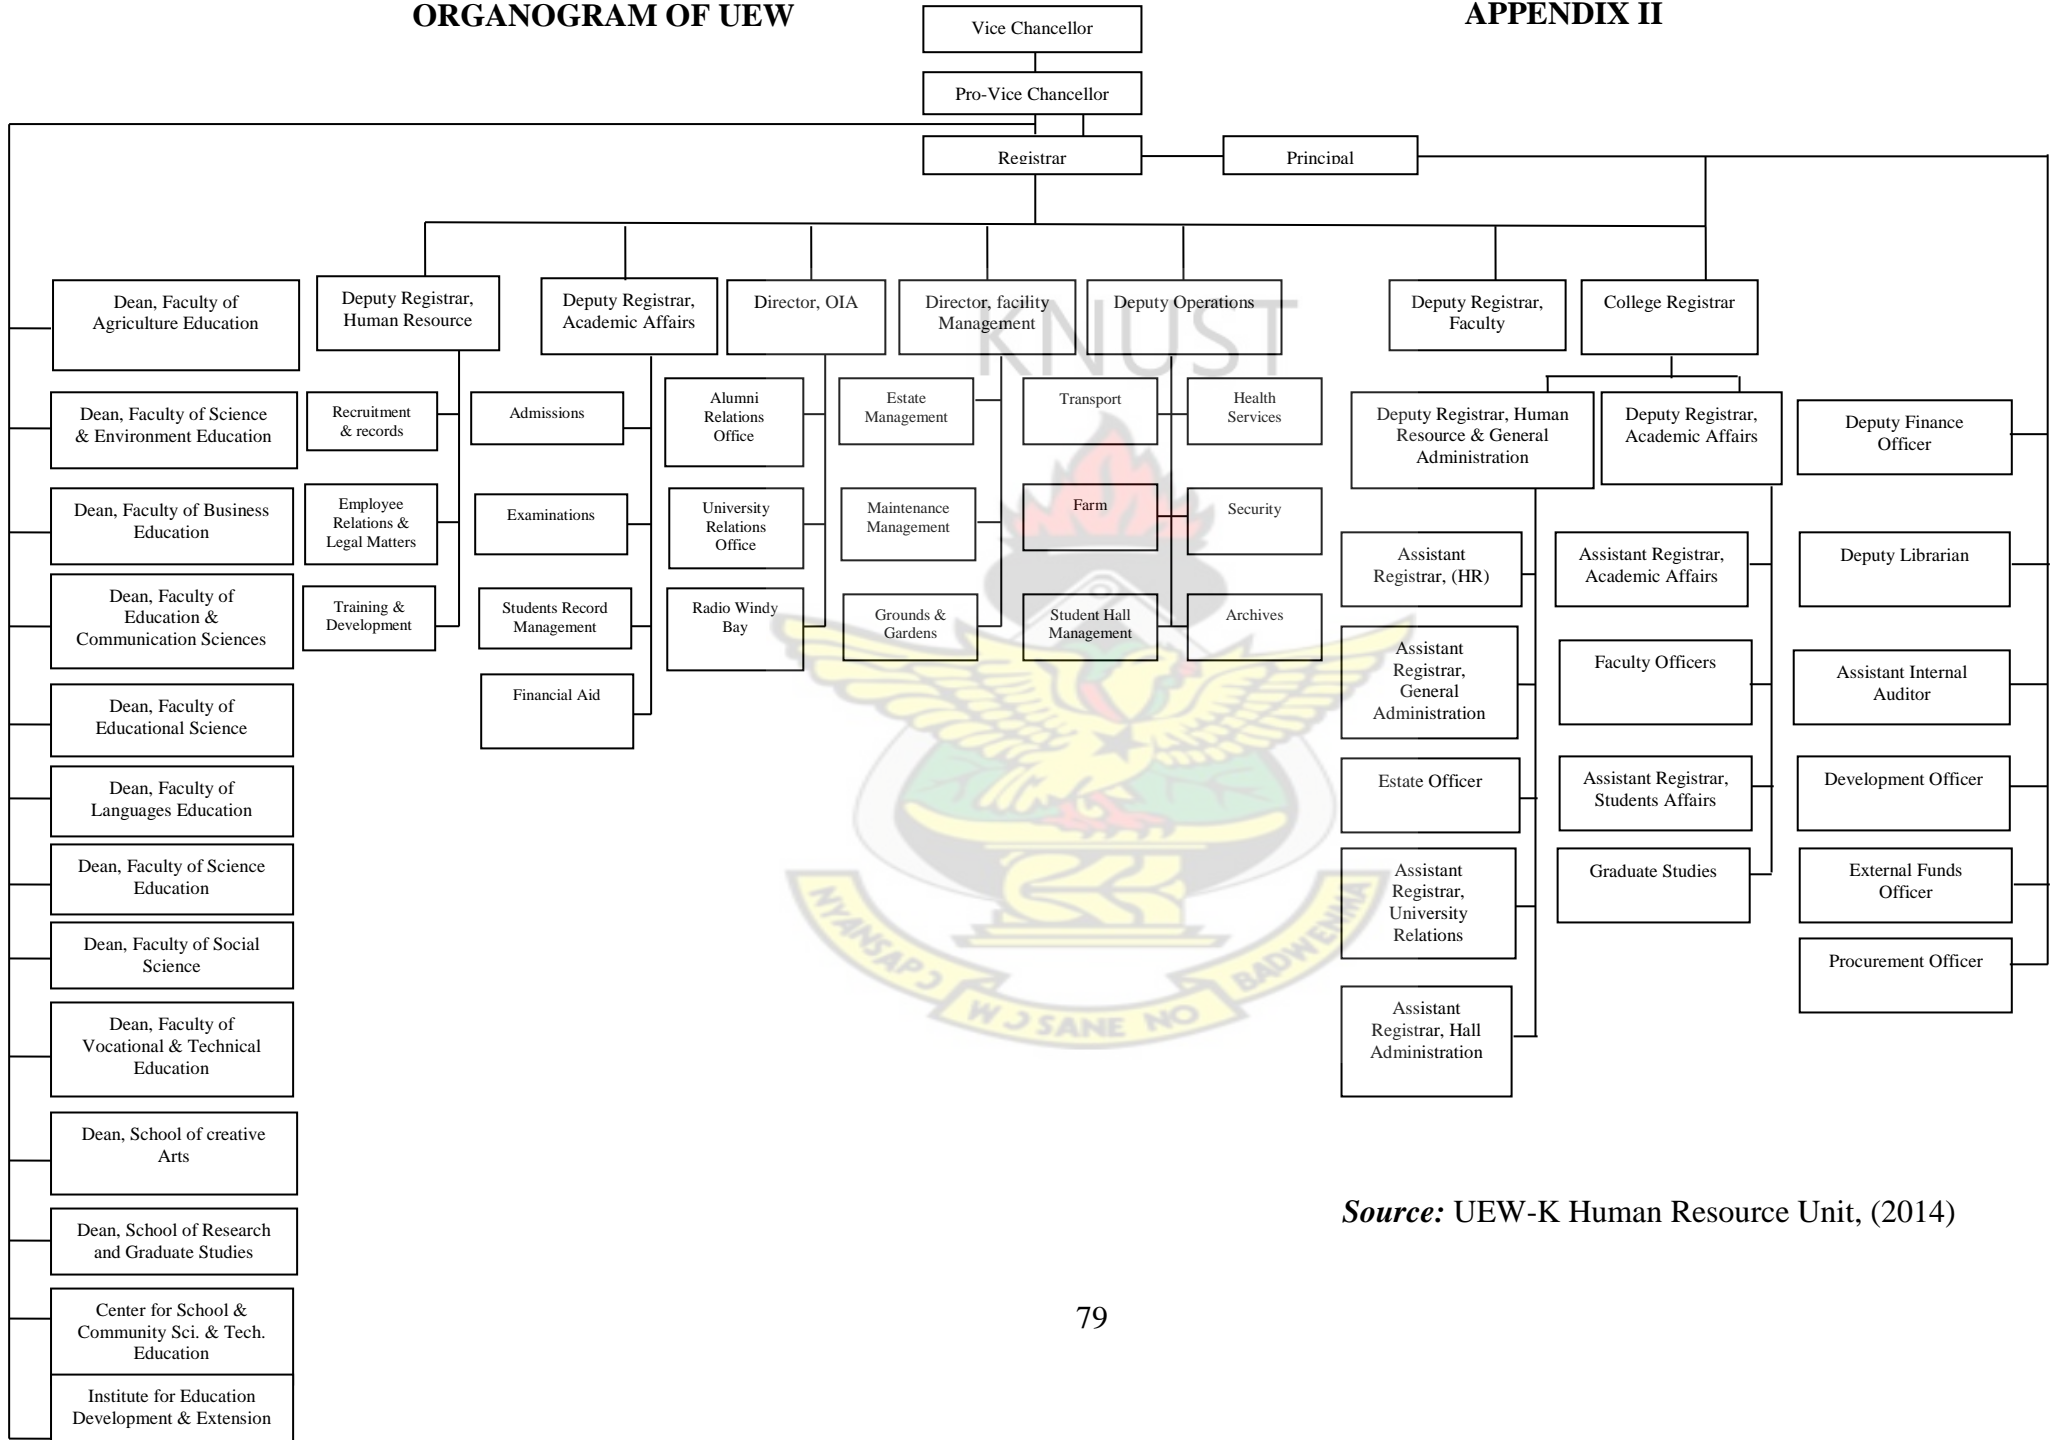 ORGANOGRAM OF UEW
APPENDIX II
Vice Chancellor
Pro-Vice Chancellor
Registrar
Principal
Dean, Faculty of
Agriculture Education
Dean, Faculty of Science
& Environment Education
Dean, Faculty of Business
Education
Dean, Faculty of
Education &
Communication Sciences
Dean, Faculty of
Educational Science
Dean, Faculty of
Languages Education
Dean, Faculty of Science
Education
Dean, Faculty of Social
Science
Dean, Faculty of
Vocational & Technical
Education
Dean, School of creative
Arts
Dean, School of Research
and Graduate Studies
Center for School &
Community Sci. & Tech.
Education
Institute for Education
Development & Extension
Deputy Registrar,
Human Resource
Recruitment
& records
Employee
Relations &
Legal Matters
Training &
Development
Deputy Registrar,
Academic Affairs
Admissions
Examinations
Students Record
Management
Financial Aid
Director, OIA
Alumni
Relations
Office
University
Relations
Office
Radio Windy
Bay
Director, facility
Management
Estate
Management
Maintenance
Management
Grounds &
Gardens
Deputy Operations
Transport
Health
Services
Farm
Security
Student Hall
Management
Archives
Deputy Registrar,
Faculty
College Registrar
Deputy Registrar, Human
Resource & General
Administration
Assistant
Registrar, (HR)
Assistant
Registrar,
General
Administration
Estate Officer
Assistant
Registrar,
University
Relations
Assistant
Registrar, Hall
Administration
Deputy Registrar,
Academic Affairs
Assistant Registrar,
Academic Affairs
Faculty Officers
Assistant Registrar,
Students Affairs
Graduate Studies
Deputy Finance
Officer
Deputy Librarian
Assistant Internal
Auditor
Development Officer
External Funds
Officer
Procurement Officer
KNUST
NYANSAPƆ WƆSANE NO BADWENMA
Source: UEW-K Human Resource Unit, (2014)
79